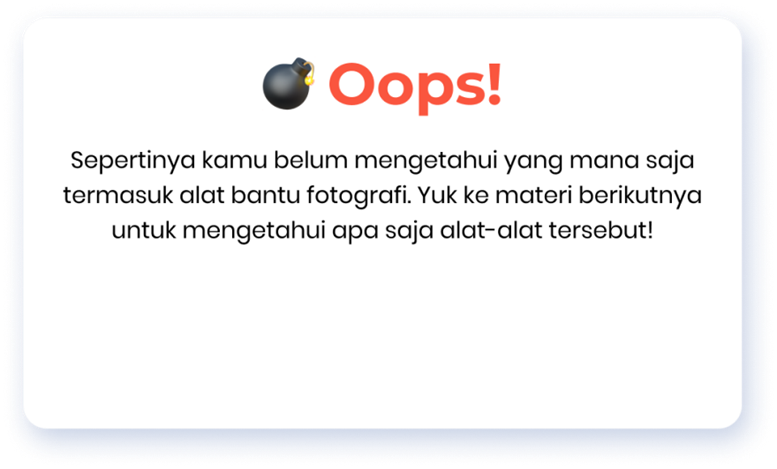 Oops!
Sepertinya kamu belum mengetahui yang mana saja
termasuk alat bantu fotografi. Yuk ke materi berikutnya
untuk mengetahui apa saja alat-alat tersebut!